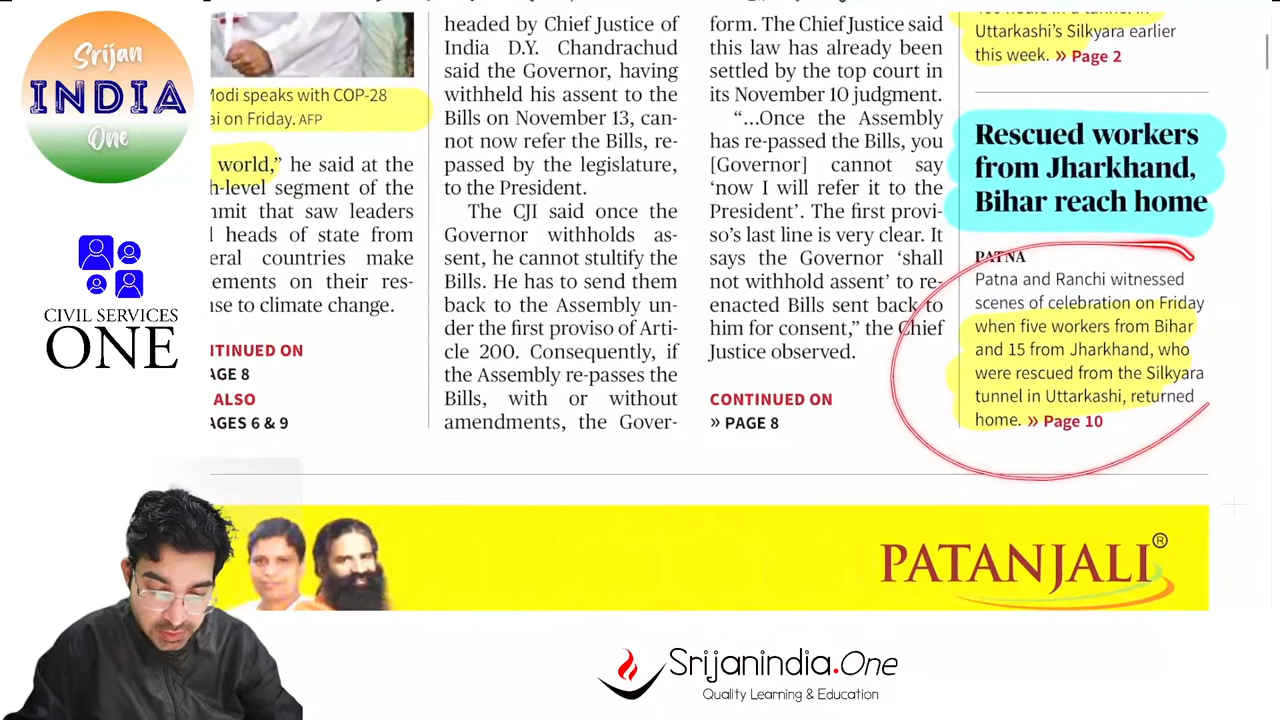 Srijan
INDIA
One
CIVIL SERVICES
ONE
Modi speaks with COP-28
ai on Friday. AFP
world,” he said at the
h-level segment of the
mmit that saw leaders
heads of state from
eral countries make
ements on their res-
use to climate change.
NTINUED ON
AGE 8
ALSO
AGES 6 & 9
headed by Chief Justice of
India D.Y. Chandrachud
said the Governor, having
withheld his assent to the
Bills on November 13, can-
not now refer the Bills, re-
passed by the legislature,
to the President.
The CJI said once the
Governor withholds as-
sent, he cannot stultify the
Bills. He has to send them
back to the Assembly un-
der the first proviso of Arti-
cle 200. Consequently, if
the Assembly re-passes the
Bills, with or without
amendments, the Gover-
form. The Chief Justice said
this law has already been
settled by the top court in
its November 10 judgment.
“...Once the Assembly
has re-passed the Bills, you
[Governor] cannot say
‘now I will refer it to the
President’. The first provi-
so’s last line is very clear. It
says the Governor ‘shall
not withhold assent’ to re-
enacted Bills sent back to
him for consent,” the Chief
Justice observed.
CONTINUED ON
» PAGE 8
Uttarkashi’s Silkyara earlier
this week. » Page 2
Rescued workers
from Jharkhand,
Bihar reach home
PATNA
Patna and Ranchi witnessed
scenes of celebration on Friday
when five workers from Bihar
and 15 from Jharkhand, who
were rescued from the Silkyara
tunnel in Uttarkashi, returned
home. » Page 10
PATANJALI®
Srijanindia.One
Quality Learning & Education